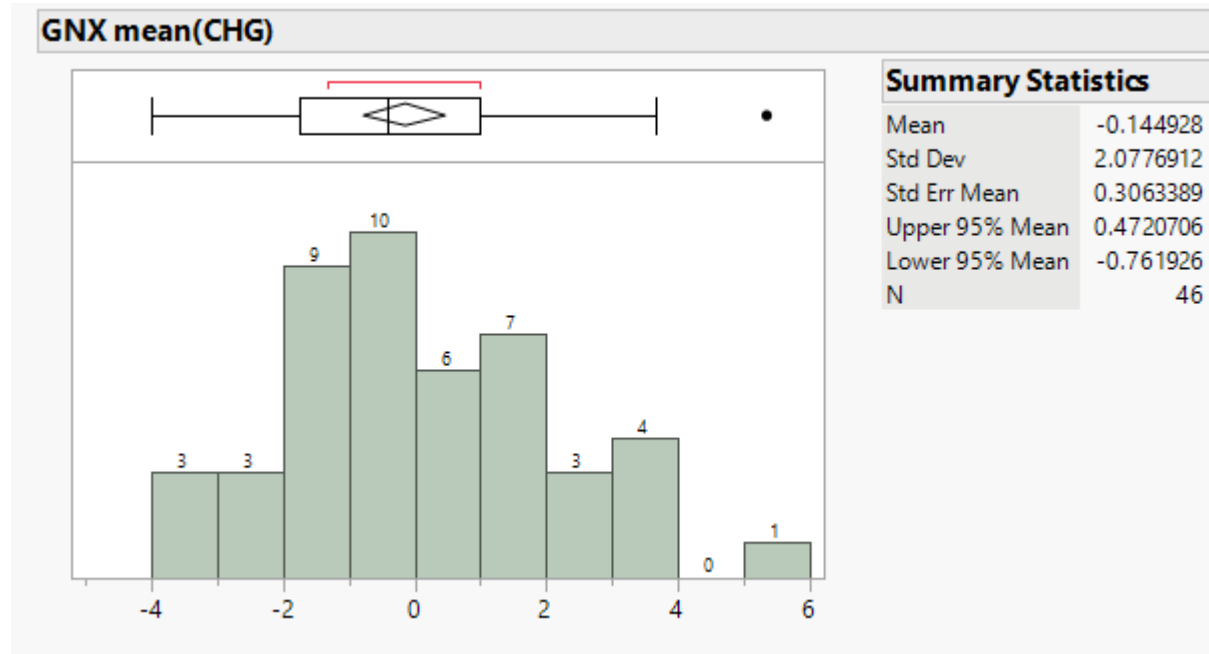 GNX mean(CHG)
Summary Statistics
Mean -0.144928
Std Dev 2.0776912
Std Err Mean 0.3063389
Upper 95% Mean 0.4720706
Lower 95% Mean -0.761926
N 46
10
9
7
6
4
3 3 3
1
0
-4 -2 0 2 4 6